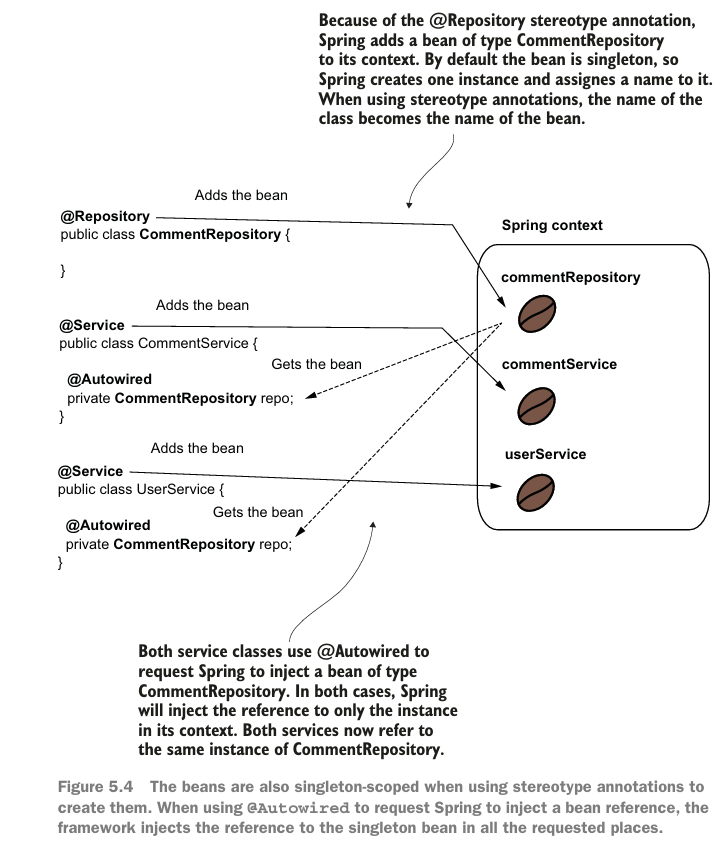 Because of the @Repository stereotype annotation,
Spring adds a bean of type CommentRepository
to its context. By default the bean is singleton, so
Spring creates one instance and assignes a name to it.
When using stereotype annotations, the name of the
class becomes the name of the bean.
Adds the bean
@Repository
public class CommentRepository {
}
Spring context
commentRepository
Adds the bean
@Service
public class CommentService {
Gets the bean
commentService
@Autowired
private CommentRepository repo;
}
Adds the bean
userService
@Service
public class UserService {
Gets the bean
@Autowired
private CommentRepository repo;
}
Both service classes use @Autowired to
request Spring to inject a bean of type
CommentRepository. In both cases, Spring
will inject the reference to only the instance
in its context. Both services now refer to
the same instance of CommentRepository.
Figure 5.4 The beans are also singleton-scoped when using stereotype annotations to
create them. When using @Autowired to request Spring to inject a bean reference, the
framework injects the reference to the singleton bean in all the requested places.